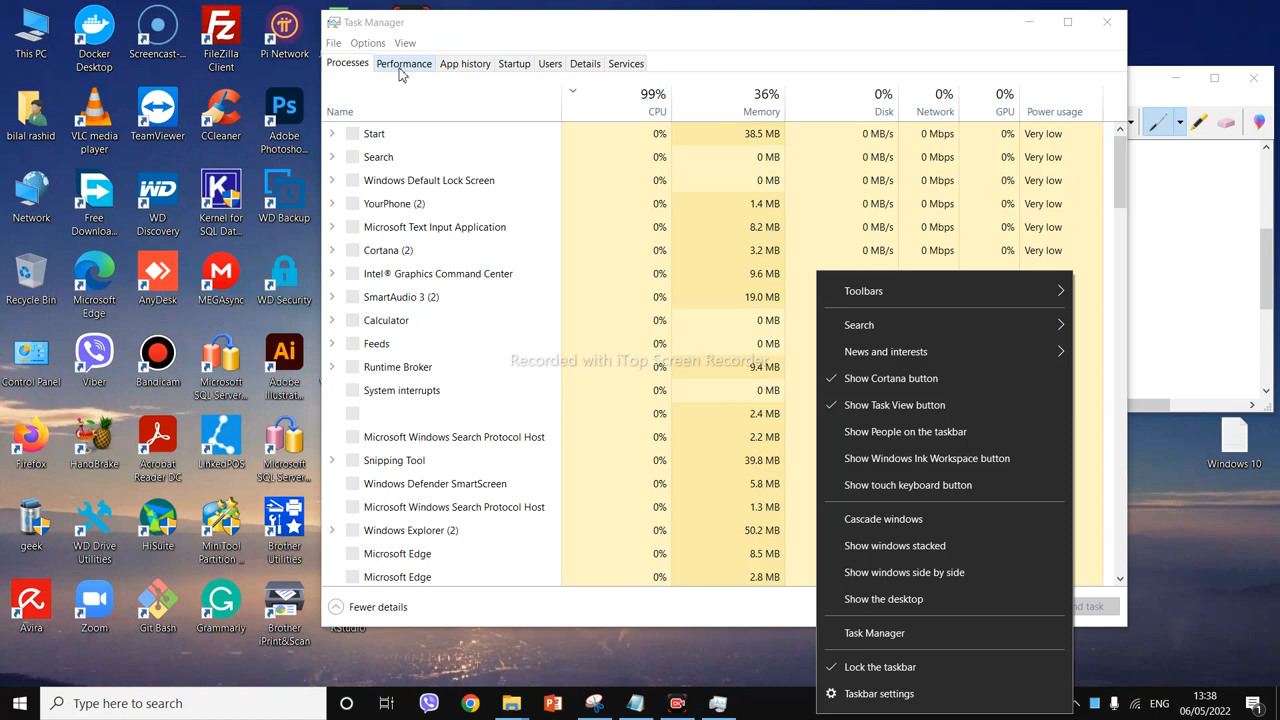 This PC
Docker Desktop
FileZilla Client
Pi Network
bilal rashid
VLC media player
TeamViewer
CCleaner
Adobe Photosho...
Network
Free Downloa...
WD Discovery
Kernel for SQL Dat...
WD Backup
Recycle Bin
Microsoft Edge
AnyDesk
MEGAsync
WD Security
Control Panel
Viber
Bandicam
SQL Server...
Adobe Illustrator
Firefox
HandBrake
Acrobat Reader DC
LinkedPOS
Microsoft SQL Server...
geek
WD Drive Utilities
HiSuite
MiniTool Partition ...
Brother Utilities
Avira
Zoom
Git Bash
Grammarly
Brother iPrint&Scan
RStudio
Windows 10
Task Manager
File Options View
Processes Performance App history Startup Users Details Services
99% 36% 0% 0% 0%
Name CPU Memory Disk Network GPU Power usage
Start 0% 38.5 MB 0 MB/s 0 Mbps 0% Very low
Search 0% 0 MB 0 MB/s 0 Mbps 0% Very low
Windows Default Lock Screen 0% 0 MB 0 MB/s 0 Mbps 0% Very low
YourPhone (2) 0% 1.4 MB 0 MB/s 0 Mbps 0% Very low
Microsoft Text Input Application 0% 8.2 MB 0 MB/s 0 Mbps 0% Very low
Cortana (2) 0% 3.2 MB 0 MB/s 0 Mbps 0% Very low
Intel® Graphics Command Center 0% 9.6 MB
SmartAudio 3 (2) 0% 19.0 MB
Calculator 0% 0 MB
Feeds 0% 0 MB
Recorded with iTop Screen Recorder
Runtime Broker 0% 9.4 MB
System interrupts 0% 0 MB
0% 2.4 MB
Microsoft Windows Search Protocol Host 0% 2.2 MB
Snipping Tool 0% 39.8 MB
Windows Defender SmartScreen 0% 5.8 MB
Microsoft Windows Search Protocol Host 0% 1.3 MB
Windows Explorer (2) 0% 50.2 MB
Microsoft Edge 0% 8.5 MB
Microsoft Edge 0% 2.8 MB
Fewer details
nd task
Toolbars
Search
News and interests
Show Cortana button
Show Task View button
Show People on the taskbar
Show Windows Ink Workspace button
Show touch keyboard button
Cascade windows
Show windows stacked
Show windows side by side
Show the desktop
Task Manager
Lock the taskbar
Taskbar settings
Type here to search
ENG
13:38
06/05/2022
1